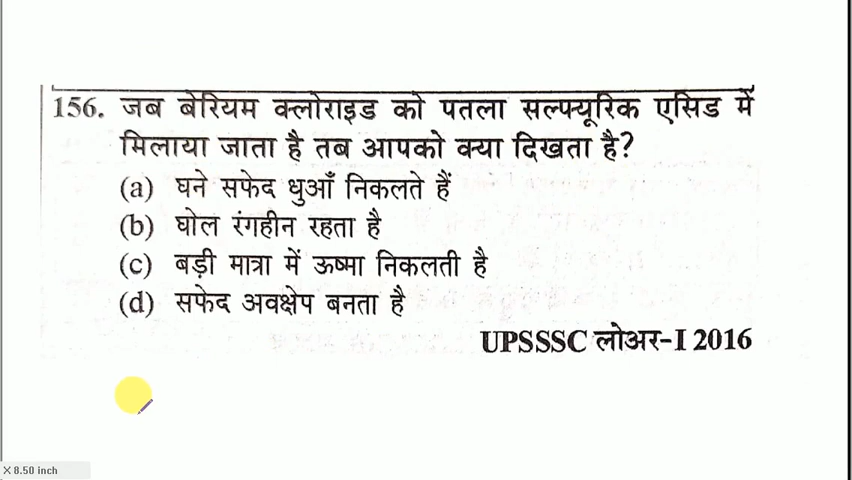 156. जब बेरियम क्लोराइड को पतला सल्फ्यूरिक एसिड में
मिलाया जाता है तब आपको क्या दिखता है?
(a) घने सफेद धुआँ निकलते हैं
(b) घोल रंगहीन रहता है
(c) बड़ी मात्रा में ऊष्मा निकलती है
(d) सफेद अवक्षेप बनता है
UPSSSC लोअर-I 2016
X 8.50 inch